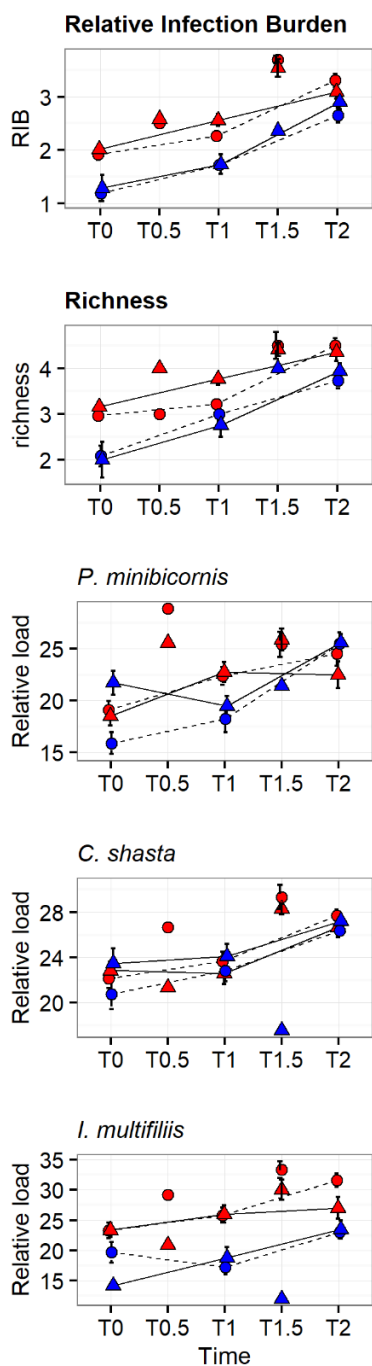 Relative Infection Burden
RIB
3
2
1
T0 T0.5 T1 T1.5 T2
Richness
richness
4
3
2
T0 T0.5 T1 T1.5 T2
P. minibicornis
Relative load
25
20
15
T0 T0.5 T1 T1.5 T2
C. shasta
Relative load
28
24
20
T0 T0.5 T1 T1.5 T2
I. multifiliis
Relative load
35
30
25
20
15
T0 T0.5 T1 T1.5 T2
Time